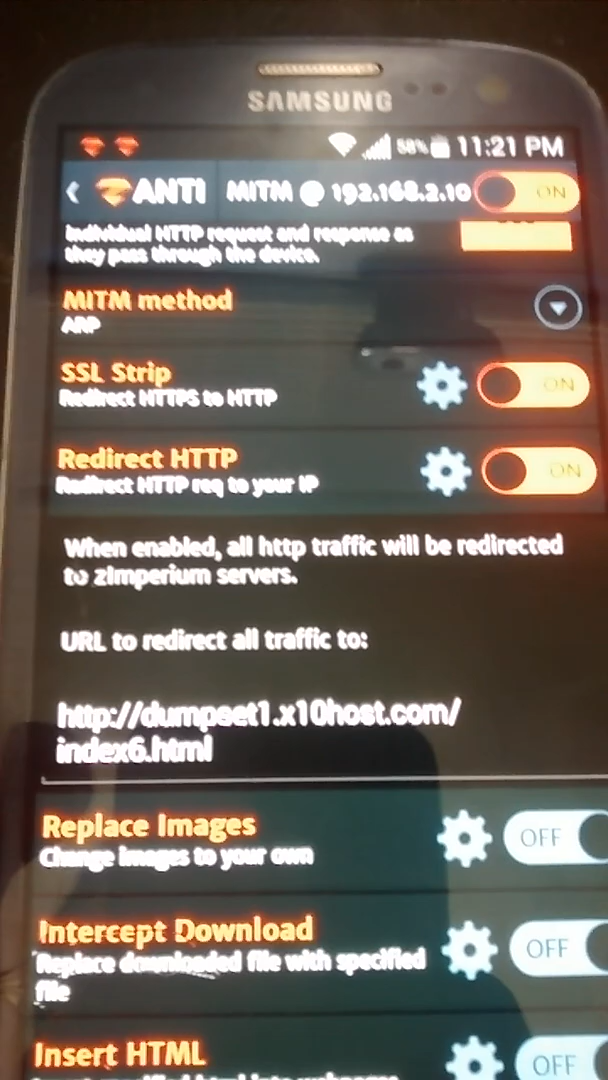 SAMSUNG
58% 11:21 PM
ANTI MITM @ 192.168.2.10 ON
Individual HTTP request and response as
they pass through the device.
MITM method
ARP
SSL Strip
Redirect HTTPS to HTTP
ON
Redirect HTTP
Redirect HTTP req to your IP
ON
When enabled, all http traffic will be redirected
to zimperium servers.
URL to redirect all traffic to:
http://dumpset1.x10host.com/
index6.html
Replace Images
Change images to your own
OFF
Intercept Download
Replace downloaded file with specified
file
OFF
Insert HTML
OFF